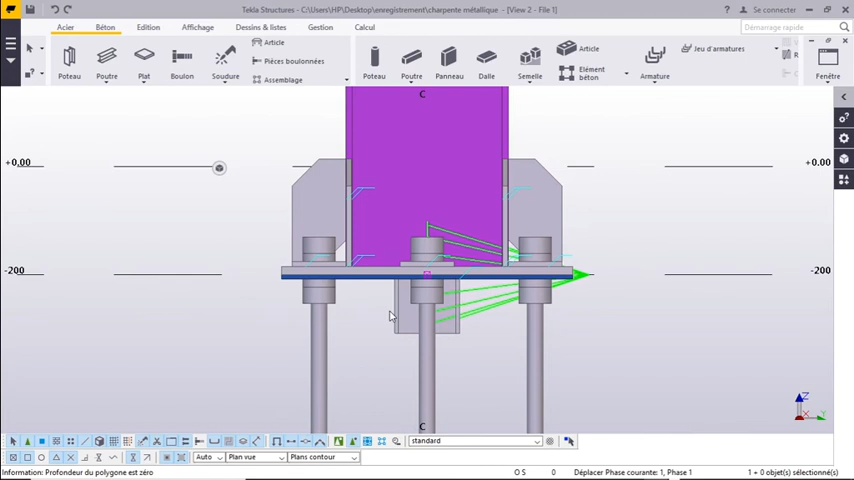 Tekla Structures - C:\Users\HP\Desktop\enregistrement\charpente métallique - [View 2 - File 1]
Se connecter
Acier Béton Edition Affichage Dessins & listes Gestion Calcul
Démarrage rapide
Poteau Poutre Plat Boulon Soudure
Article
Pièces boulonnées
Assemblage
Poteau Poutre Panneau Dalle Semelle
Article
Elément béton
Armature
Jeu d'armatures
Fenêtre
C
+0,00 +0,00
-200 -200
Z
Y
C
standard
Auto Plan vue Plans contour
Information: Profondeur du polygone est zéro
O S 0 Déplacer Phase courante: 1, Phase 1 1 + 0 objet(s) sélectionné(s)